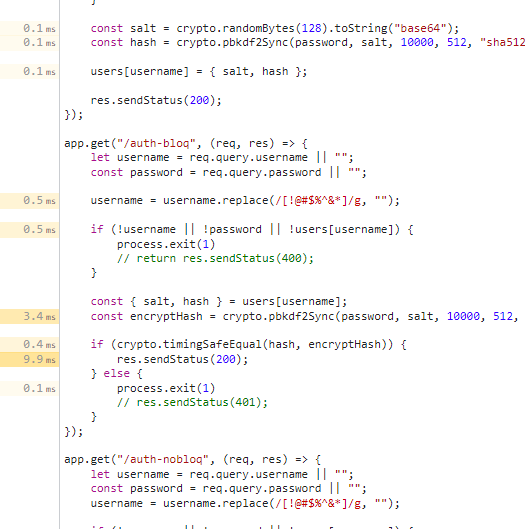 }
0.1 ms const salt = crypto.randomBytes(128).toString("base64");
0.1 ms const hash = crypto.pbkdf2Sync(password, salt, 10000, 512, "sha512
0.1 ms users[username] = { salt, hash };
res.sendStatus(200);
});
app.get("/auth-bloq", (req, res) => {
let username = req.query.username || "";
const password = req.query.password || "";
0.5 ms username = username.replace(/[!@#$%^&*]/g, "");
0.5 ms if (!username || !password || !users[username]) {
process.exit(1)
// return res.sendStatus(400);
}
const { salt, hash } = users[username];
3.4 ms const encryptHash = crypto.pbkdf2Sync(password, salt, 10000, 512,
0.4 ms if (crypto.timingSafeEqual(hash, encryptHash)) {
9.9 ms res.sendStatus(200);
} else {
0.1 ms process.exit(1)
// res.sendStatus(401);
}
});
app.get("/auth-nobloq", (req, res) => {
let username = req.query.username || "";
const password = req.query.password || "";
username = username.replace(/[!@#$%^&*]/g, "");